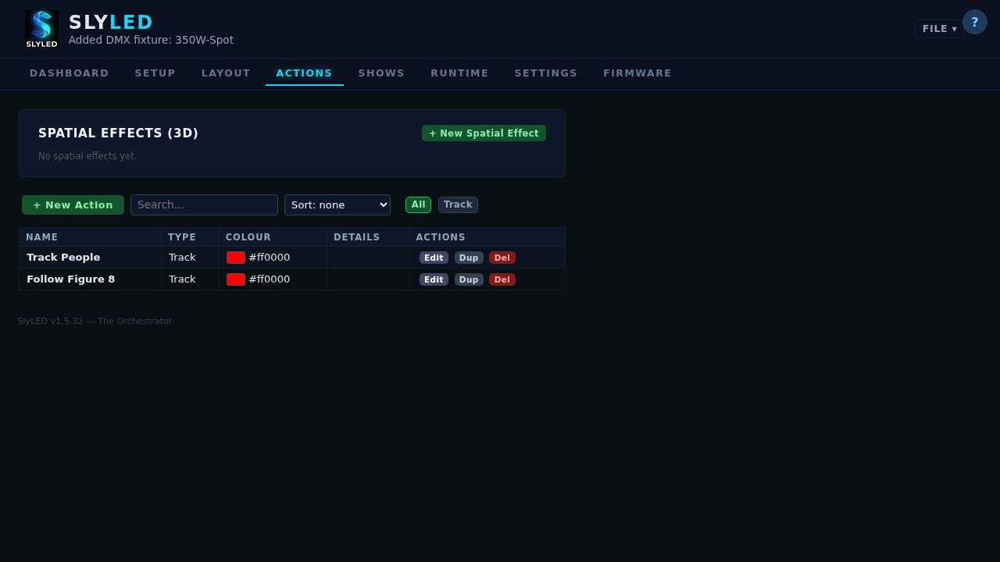 SLYLED
SLYLED
Added DMX fixture: 350W-Spot
FILE ▾
?
DASHBOARD SETUP LAYOUT ACTIONS SHOWS RUNTIME SETTINGS FIRMWARE
SPATIAL EFFECTS (3D)
+ New Spatial Effect
No spatial effects yet.
+ New Action Search... Sort: none All Track
NAME TYPE COLOUR DETAILS ACTIONS
Track People Track #ff0000 Edit Dup Del
Follow Figure 8 Track #ff0000 Edit Dup Del
SlyLED v1.5.32 — The Orchestrator